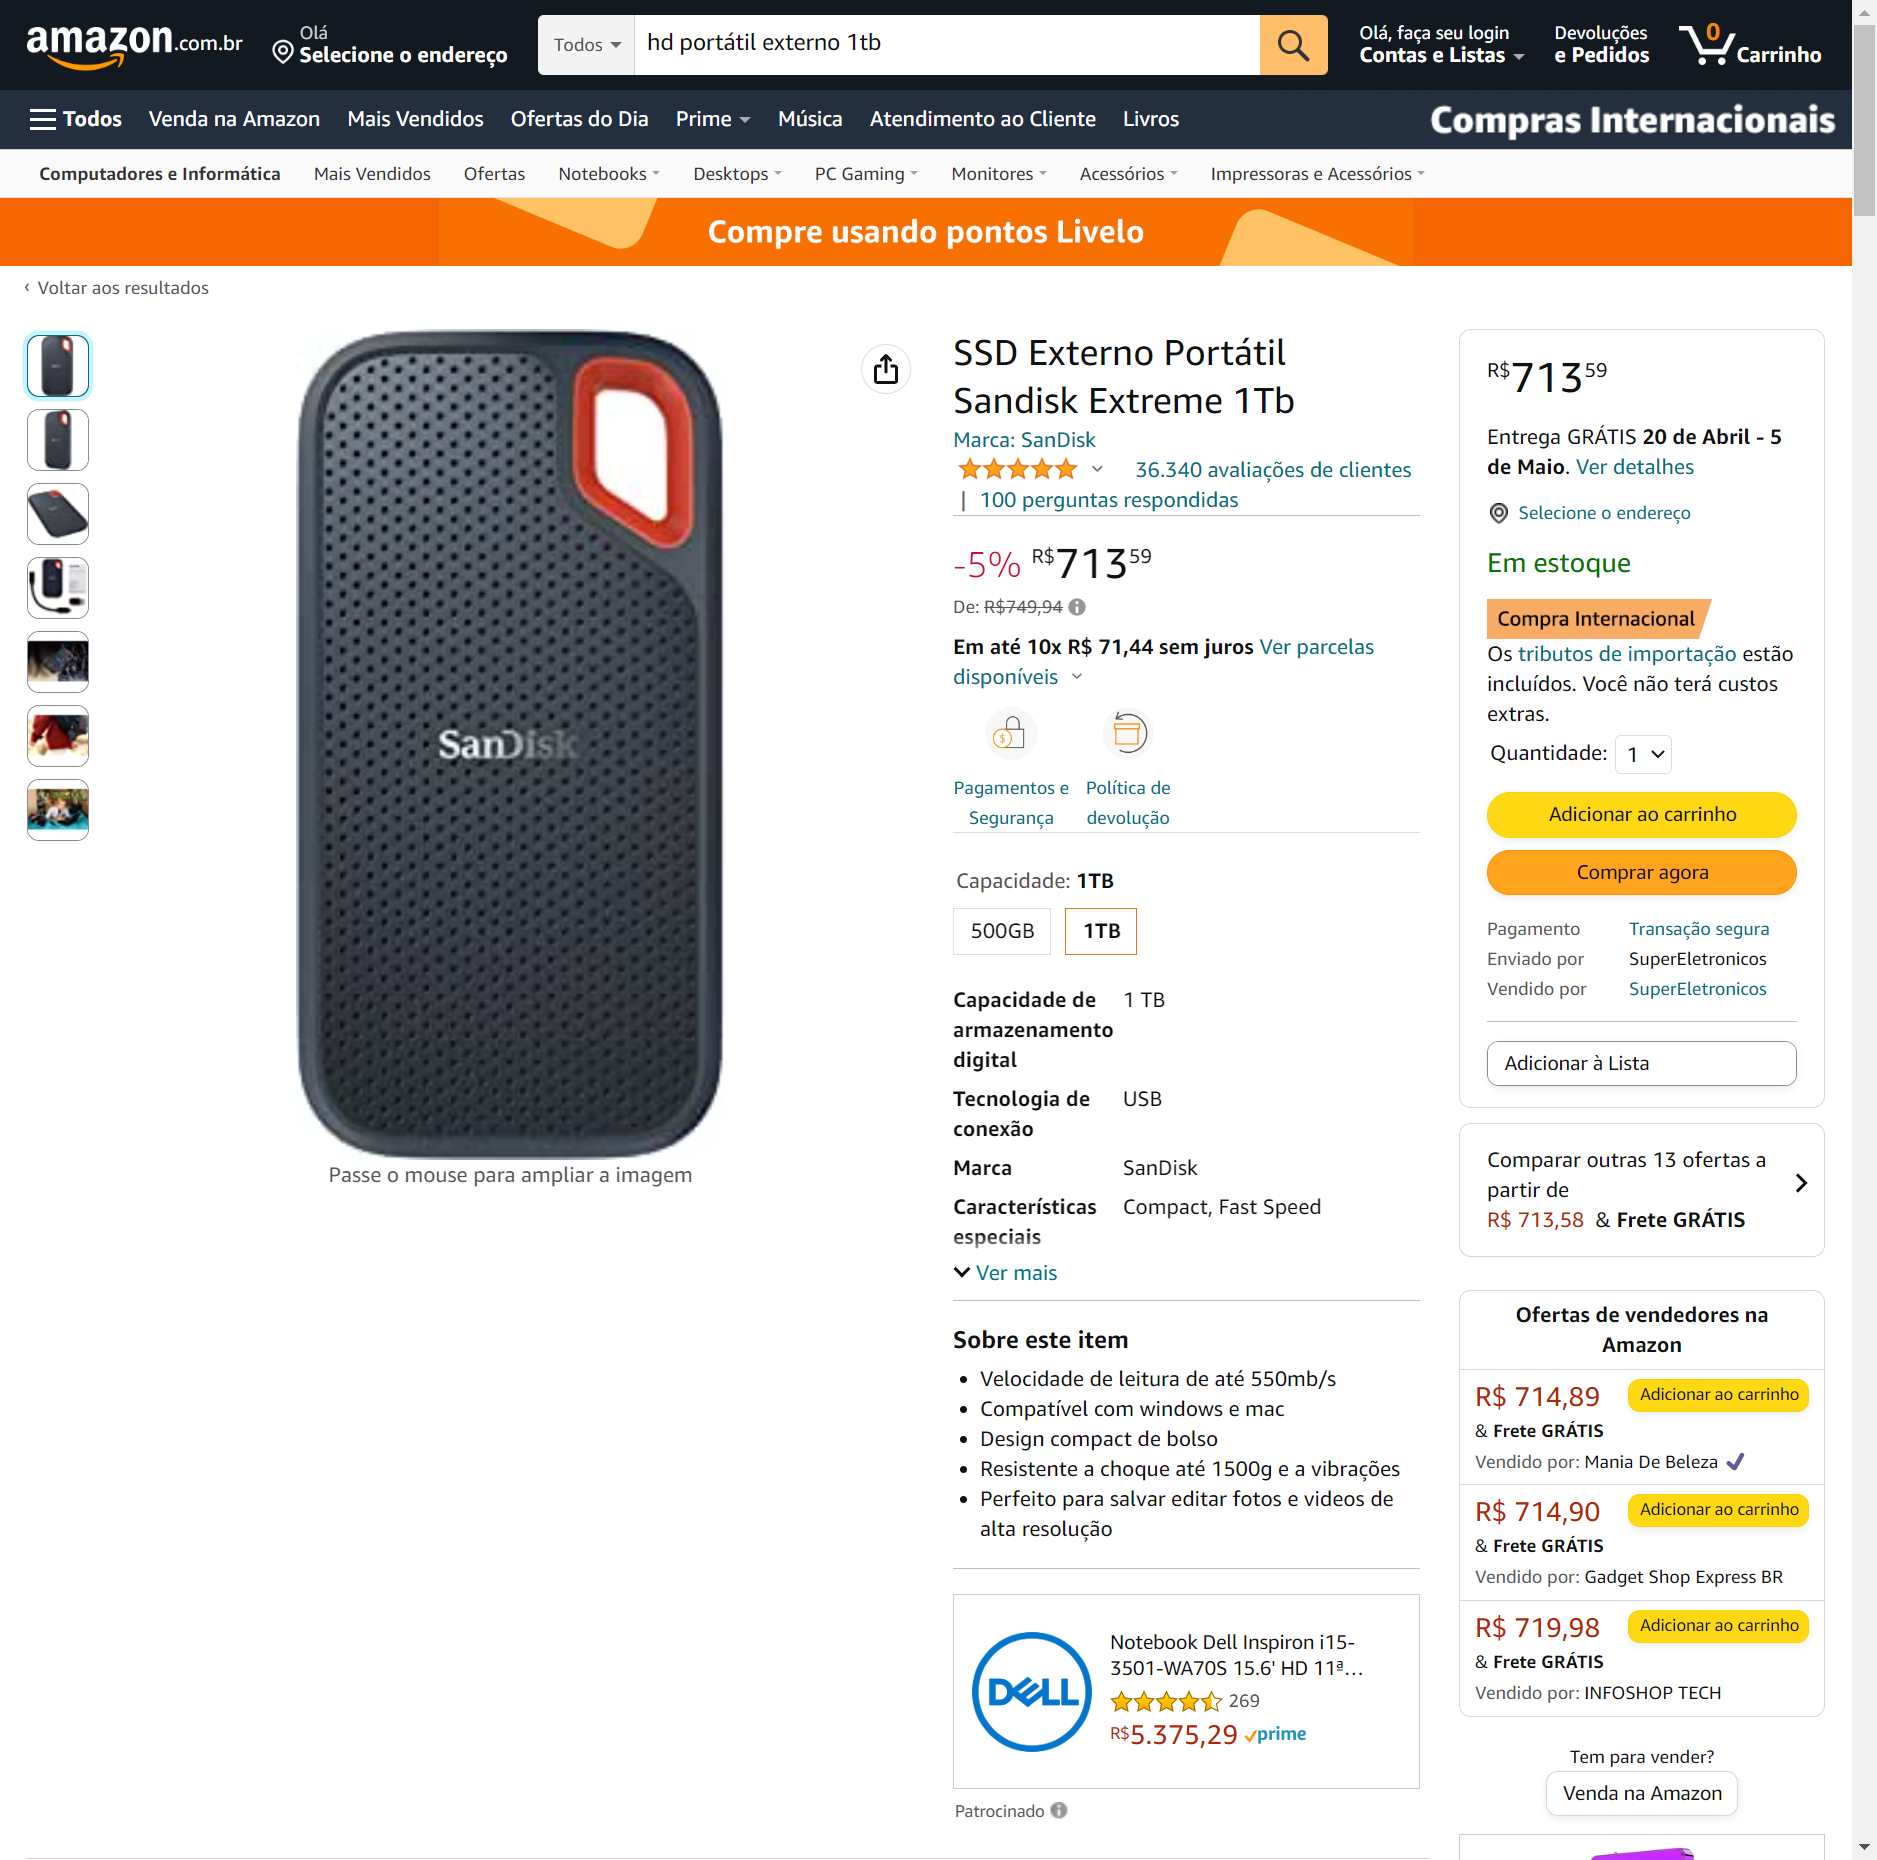 amazon.com.br
Olá
Selecione o endereço
Todos
hd portátil externo 1tb
Olá, faça seu login
Contas e Listas
Devoluções
e Pedidos
0
Carrinho
Todos
Venda na Amazon
Mais Vendidos
Ofertas do Dia
Prime
Música
Atendimento ao Cliente
Livros
Compras Internacionais
Computadores e Informática
Mais Vendidos
Ofertas
Notebooks
Desktops
PC Gaming
Monitores
Acessórios
Impressoras e Acessórios
Compre usando pontos Livelo
‹ Voltar aos resultados
SanDisk
Passe o mouse para ampliar a imagem
SSD Externo Portátil
Sandisk Extreme 1Tb
Marca: SanDisk
36.340 avaliações de clientes
| 100 perguntas respondidas
-5% R$713 59
De: R$749,94
Em até 10x R$ 71,44 sem juros Ver parcelas
disponíveis
Pagamentos e
Segurança
Política de
devolução
Capacidade: 1TB
500GB
1TB
Capacidade de
armazenamento
digital
1 TB
Tecnologia de
conexão
USB
Marca
SanDisk
Características
especiais
Compact, Fast Speed
Ver mais
Sobre este item
• Velocidade de leitura de até 550mb/s
• Compatível com windows e mac
• Design compact de bolso
• Resistente a choque até 1500g e a vibrações
• Perfeito para salvar editar fotos e videos de
alta resolução
DELL
Notebook Dell Inspiron i15-
3501-WA70S 15.6' HD 11ª...
269
R$5.375,29 prime
Patrocinado
R$713 59
Entrega GRÁTIS 20 de Abril - 5
de Maio. Ver detalhes
Selecione o endereço
Em estoque
Compra Internacional
Os tributos de importação estão
incluídos. Você não terá custos
extras.
Quantidade: 1
Adicionar ao carrinho
Comprar agora
Pagamento Transação segura
Enviado por SuperEletronicos
Vendido por SuperEletronicos
Adicionar à Lista
Comparar outras 13 ofertas a
partir de
R$ 713,58 & Frete GRÁTIS
Ofertas de vendedores na
Amazon
R$ 714,89
Adicionar ao carrinho
& Frete GRÁTIS
Vendido por: Mania De Beleza
R$ 714,90
Adicionar ao carrinho
& Frete GRÁTIS
Vendido por: Gadget Shop Express BR
R$ 719,98
Adicionar ao carrinho
& Frete GRÁTIS
Vendido por: INFOSHOP TECH
Tem para vender?
Venda na Amazon